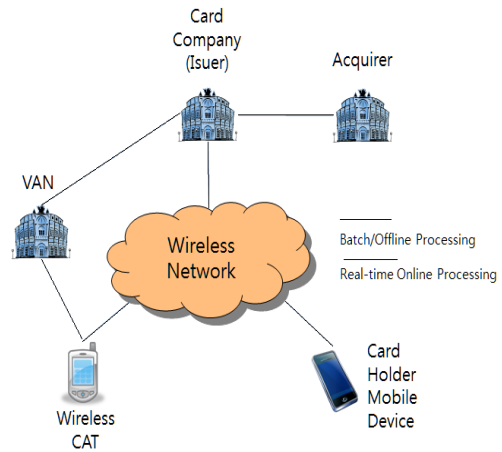 Card
Company
(Isuer)
Acquirer
VAN
Wireless
Network
Batch/Offline Processing
Real-time Online Processing
Wireless
CAT
Card
Holder
Mobile
Device